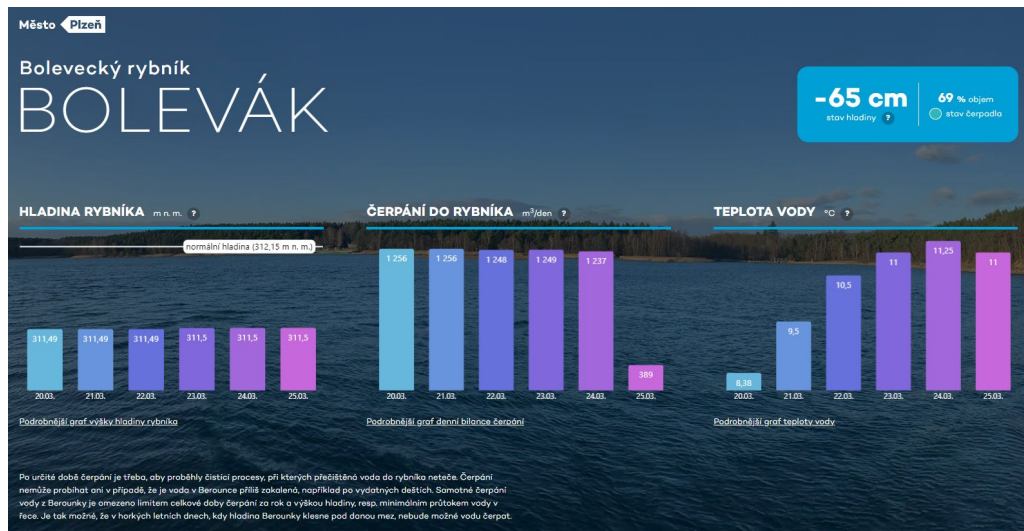 Město Plzeň
Bolevecký rybník
BOLEVÁK
-65 cm
stav hladiny ?
69 % objem
stav čerpadla
HLADINA RYBNÍKA m n. m. ?
normální hladina (312,15 m n. m.)
311,49 311,49 311,49 311,5 311,5 311,5
20.03. 21.03. 22.03. 23.03. 24.03. 25.03.
Podrobnější graf výšky hladiny rybníka
ČERPÁNÍ DO RYBNÍKA m³/den ?
1 256 1 256 1 248 1 249 1 237 389
20.03. 21.03. 22.03. 23.03. 24.03. 25.03.
Podrobnější graf denní bilance čerpání
TEPLOTA VODY °C ?
8,38 9,5 10,5 11 11,25 11
20.03. 21.03. 22.03. 23.03. 24.03. 25.03.
Podrobnější graf teploty vody
Po určité době čerpání je třeba, aby proběhly čistící procesy, při kterých přečištěná voda do rybníka neteče. Čerpání
nemůže probíhat ani v případě, že je voda v Berounce příliš zakalená, například po vydatných deštích. Samotné čerpání
vody z Berounky je omezeno limitem celkové doby čerpání za rok a výškou hladiny, resp. minimálním průtokem vody v
řece. Je tak možné, že v horkých letních dnech, kdy hladina Berounky klesne pod danou mez, nebude možné vodu čerpat.